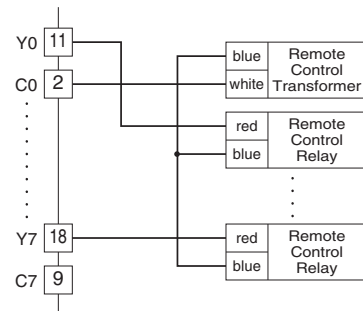 Y0 11
C0 2
Y7 18
C7 9
blue
white
Remote
Control
Transformer
red
blue
Remote
Control
Relay
red
blue
Remote
Control
Relay